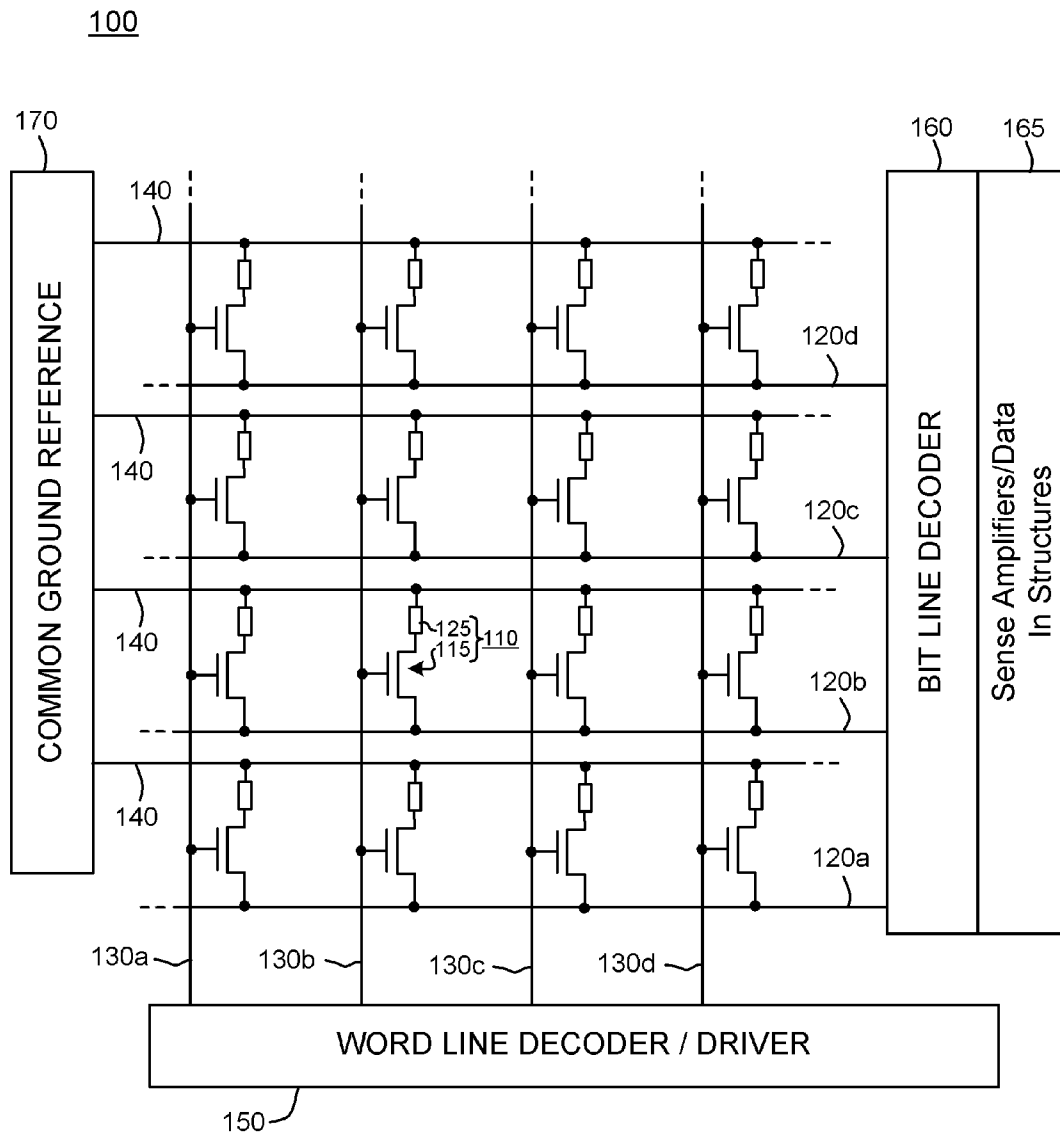 100
170
160
165
140
120d
140
120c
140
125
110
115
120b
140
120a
130a
130b
130c
130d
150
COMMON GROUND REFERENCE
BIT LINE DECODER
Sense Amplifiers/Data
In Structures
WORD LINE DECODER / DRIVER